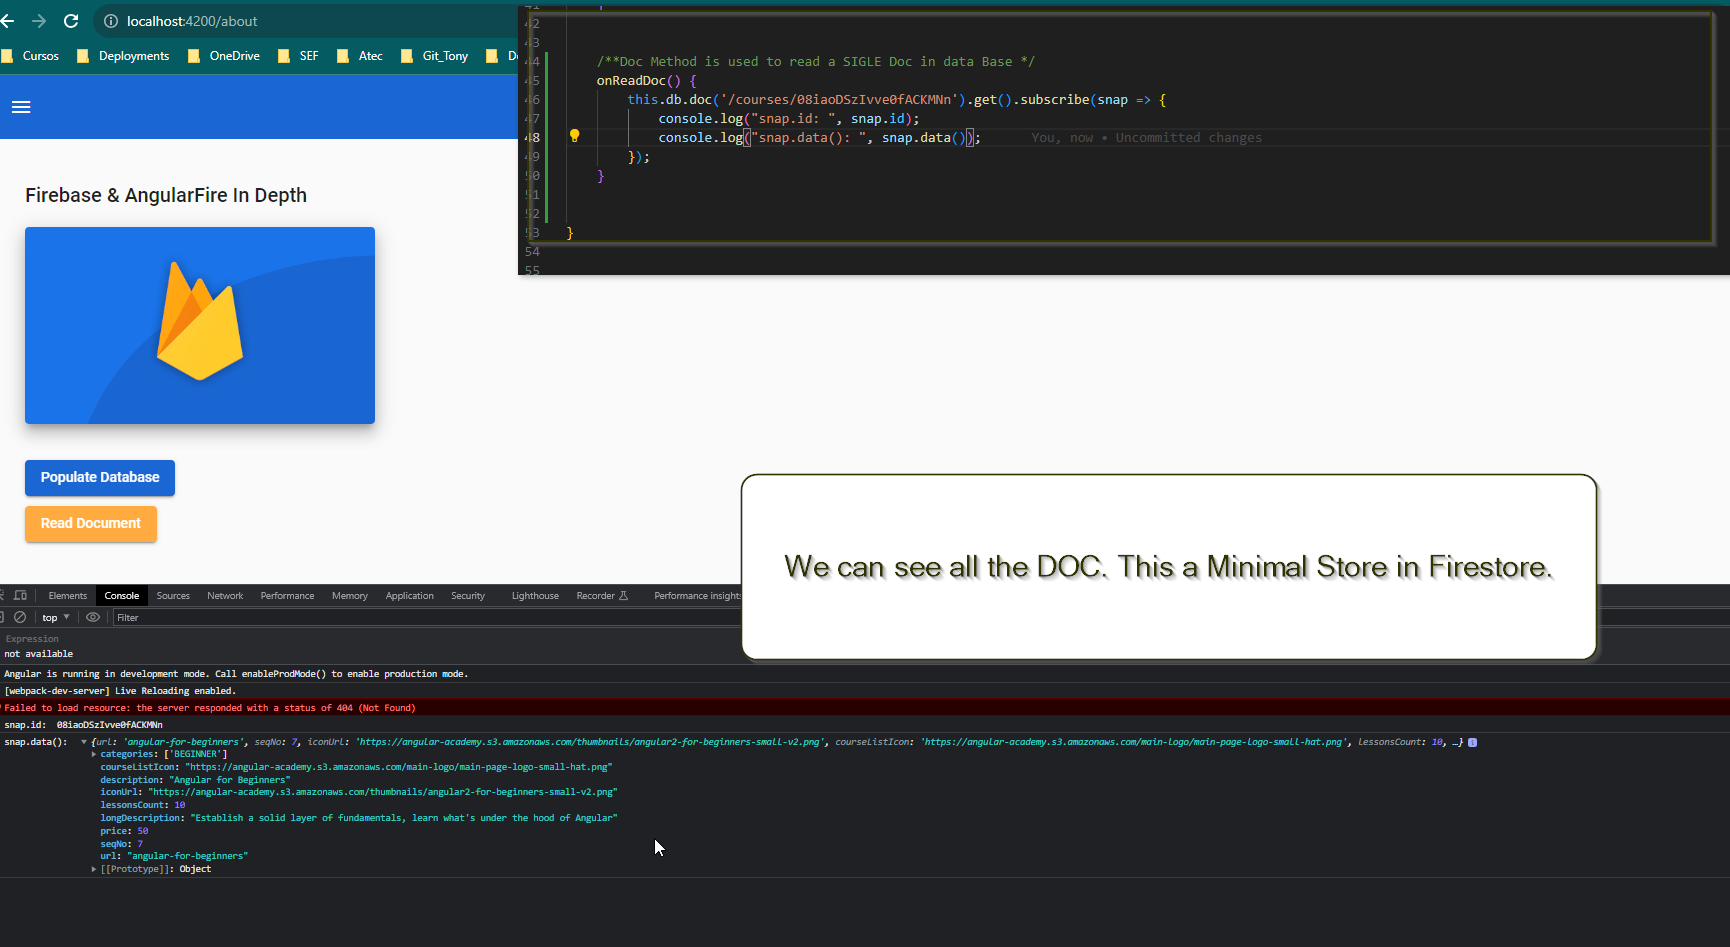 localhost:4200/about
Cursos Deployments OneDrive SEF Atec Git_Tony
Firebase & AngularFire In Depth
Populate Database
Read Document
42
43
44 /**Doc Method is used to read a SIGLE Doc in data Base */
45 onReadDoc() {
46 this.db.doc('/courses/08iaoDSzIvve0fACKMNn').get().subscribe(snap => {
47 console.log("snap.id: ", snap.id);
48 console.log("snap.data(): ", snap.data()); You, now • Uncommitted changes
49 });
50 }
51
52
53 }
54
55
We can see all the DOC. This a Minimal Store in Firestore.
Elements Console Sources Network Performance Memory Application Security Lighthouse Recorder Performance insights
top Filter
Expression
not available
Angular is running in development mode. Call enableProdMode() to enable production mode.
[webpack-dev-server] Live Reloading enabled.
Failed to load resource: the server responded with a status of 404 (Not Found)
snap.id: 08iaoDSzIvve0fACKMNn
snap.data(): {url: 'angular-for-beginners', seqNo: 7, iconUrl: 'https://angular-academy.s3.amazonaws.com/thumbnails/angular2-for-beginners-small-v2.png', courseListIcon: 'https://angular-academy.s3.amazonaws.com/main-logo/main-page-logo-small-hat.png', lessonsCount: 10, …}
categories: ['BEGINNER']
courseListIcon: "https://angular-academy.s3.amazonaws.com/main-logo/main-page-logo-small-hat.png"
description: "Angular for Beginners"
iconUrl: "https://angular-academy.s3.amazonaws.com/thumbnails/angular2-for-beginners-small-v2.png"
lessonsCount: 10
longDescription: "Establish a solid layer of fundamentals, learn what's under the hood of Angular"
price: 50
seqNo: 7
url: "angular-for-beginners"
[[Prototype]]: Object